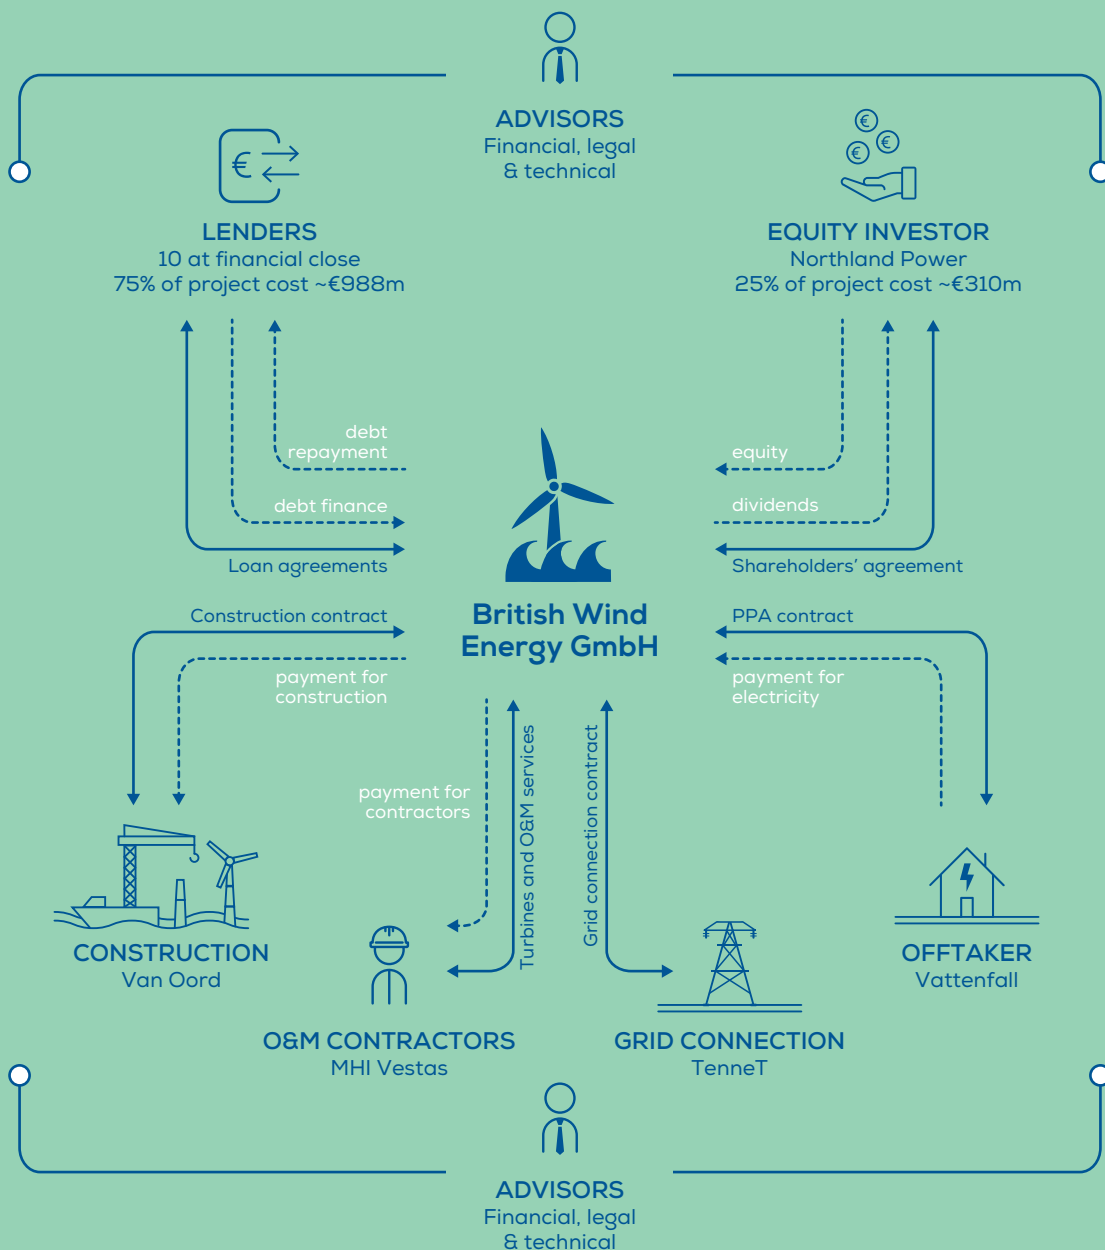 ADVISORS
Financial, legal
& technical
LENDERS
10 at financial close
75% of project cost ~€988m
EQUITY INVESTOR
Northland Power
25% of project cost ~€310m
debt
repayment
debt finance
Loan agreements
equity
dividends
Shareholders' agreement
British Wind
Energy GmbH
Construction contract
payment for
construction
PPA contract
payment for
electricity
payment for
contractors
Turbines and O&M services
Grid connection contract
CONSTRUCTION
Van Oord
O&M CONTRACTORS
MHI Vestas
GRID CONNECTION
TenneT
OFFTAKER
Vattenfall
ADVISORS
Financial, legal
& technical